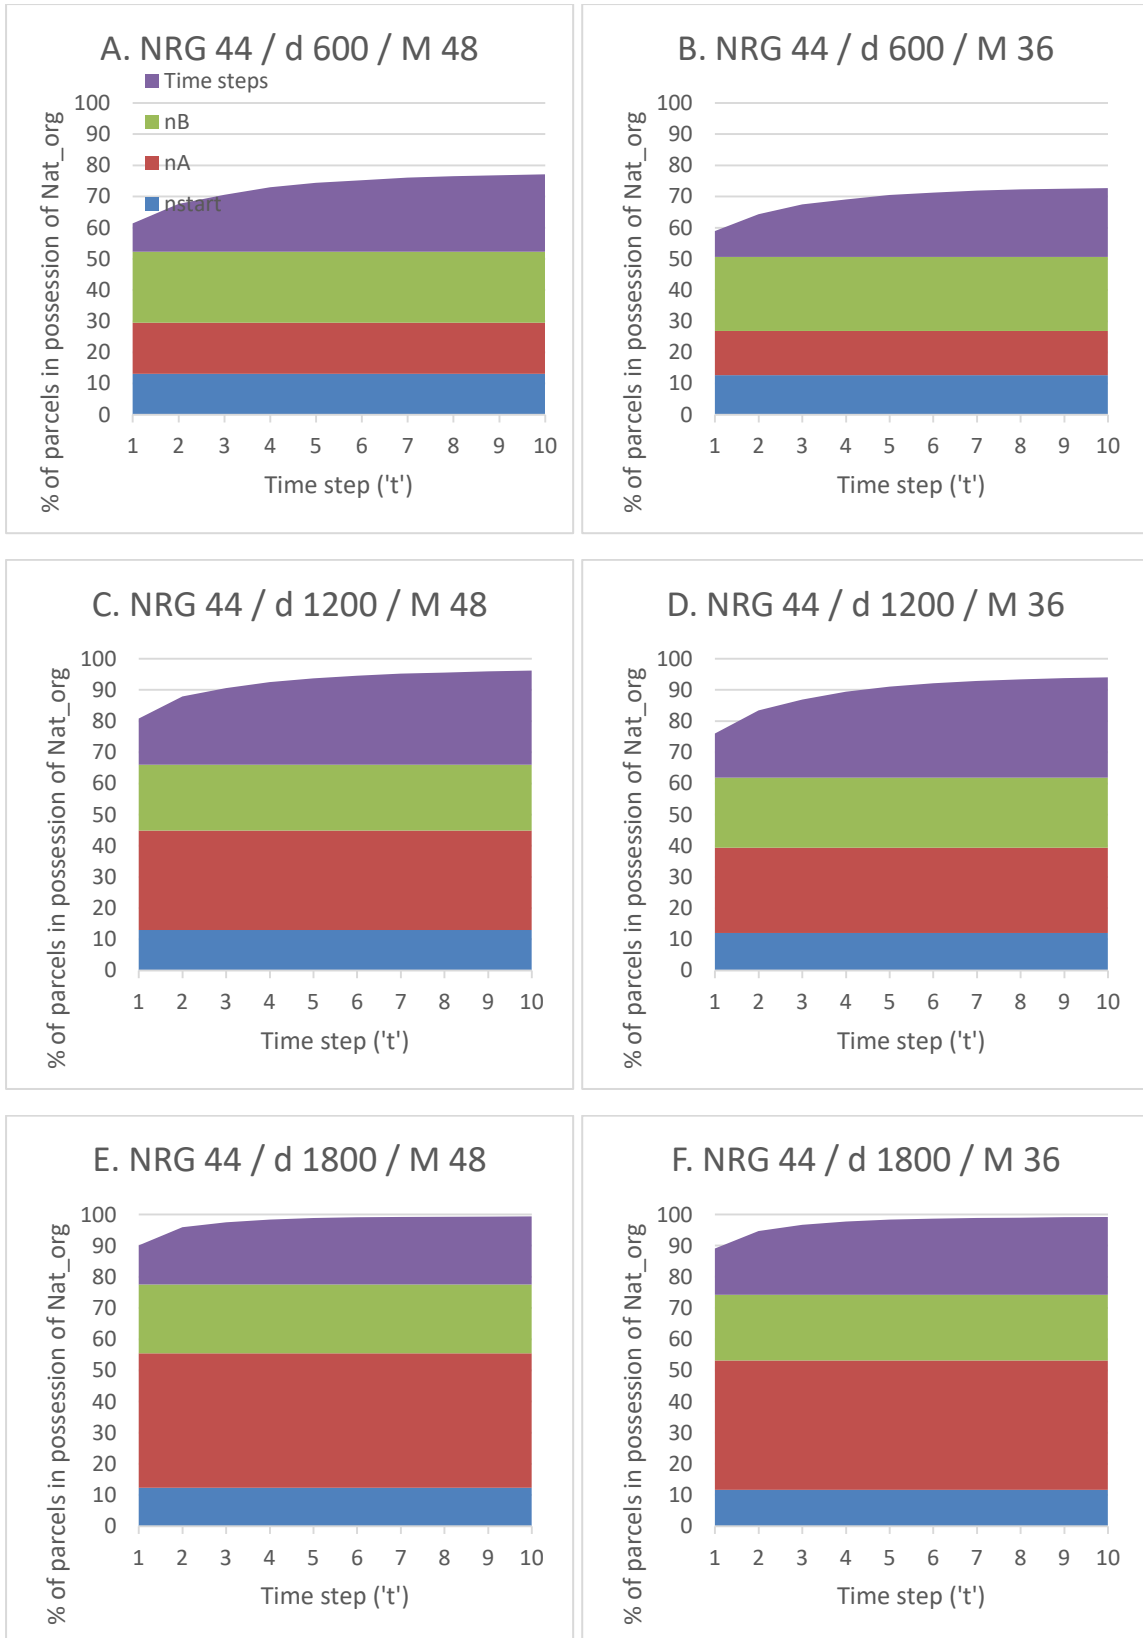 A. NRG 44 / d 600 / M 48
Time steps
nB
nA
nstart
% of parcels in possession of Nat_org
100
90
80
70
60
50
40
30
20
10
0
1 2 3 4 5 6 7 8 9 10
Time step ('t')
B. NRG 44 / d 600 / M 36
% of parcels in possession of Nat_org
100
90
80
70
60
50
40
30
20
10
0
1 2 3 4 5 6 7 8 9 10
Time step ('t')
C. NRG 44 / d 1200 / M 48
% of parcels in possession of Nat_org
100
90
80
70
60
50
40
30
20
10
0
1 2 3 4 5 6 7 8 9 10
Time step ('t')
D. NRG 44 / d 1200 / M 36
% of parcels in possession of Nat_org
100
90
80
70
60
50
40
30
20
10
0
1 2 3 4 5 6 7 8 9 10
Time step ('t')
E. NRG 44 / d 1800 / M 48
% of parcels in possession of Nat_org
100
90
80
70
60
50
40
30
20
10
0
1 2 3 4 5 6 7 8 9 10
Time step ('t')
F. NRG 44 / d 1800 / M 36
% of parcels in possession of Nat_org
100
90
80
70
60
50
40
30
20
10
0
1 2 3 4 5 6 7 8 9 10
Time step ('t')